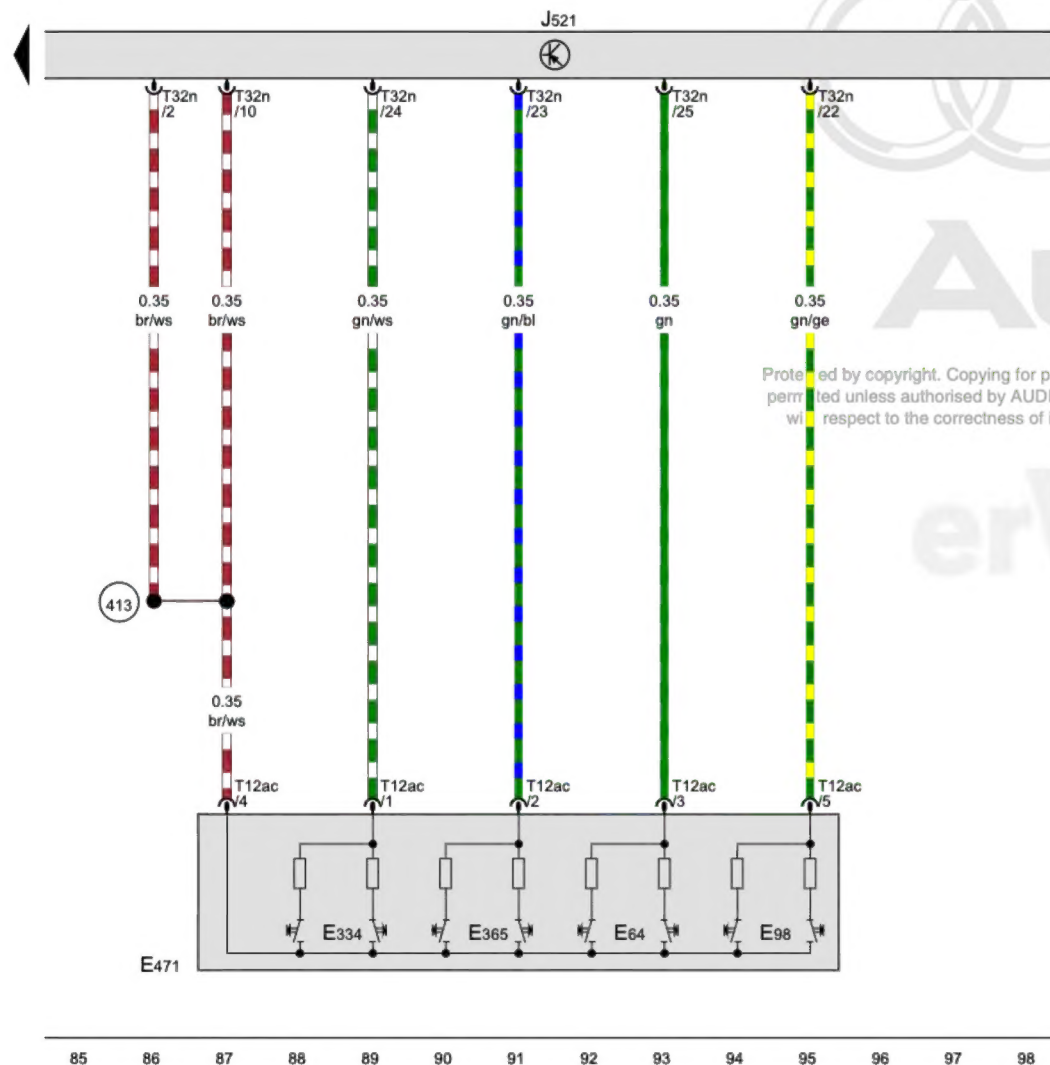 J521
T32n T32n T32n T32n T32n T32n
/2 /10 /24 /23 /25 /22
Au
0.35 0.35 0.35 0.35 0.35 0.35
br/ws br/ws gn/ws gn/bl gn gn/ge
ed by copyright. Copying for p
ted unless authorised by AUDI
respect to the correctness of
er
413
0.35
br/ws
T12ac T12ac T12ac T12ac T12ac
/4 /1 /2 /3 /5
E334 E365 E64 E98
E471
85 86 87 88 89 90 91 92 93 94 95 96 97 98